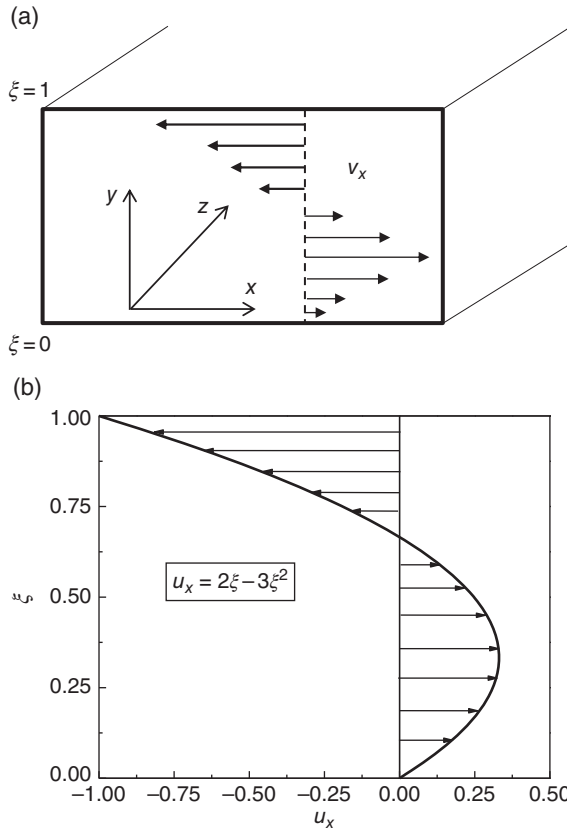 (a)
ξ = 1
v_x
y
z
x
ξ = 0
(b)
1.00
0.75
u_x = 2ξ – 3ξ²
0.50
ξ
0.25
0.00
–1.00 –0.75 –0.50 –0.25 0.00 0.25 0.50
u_x